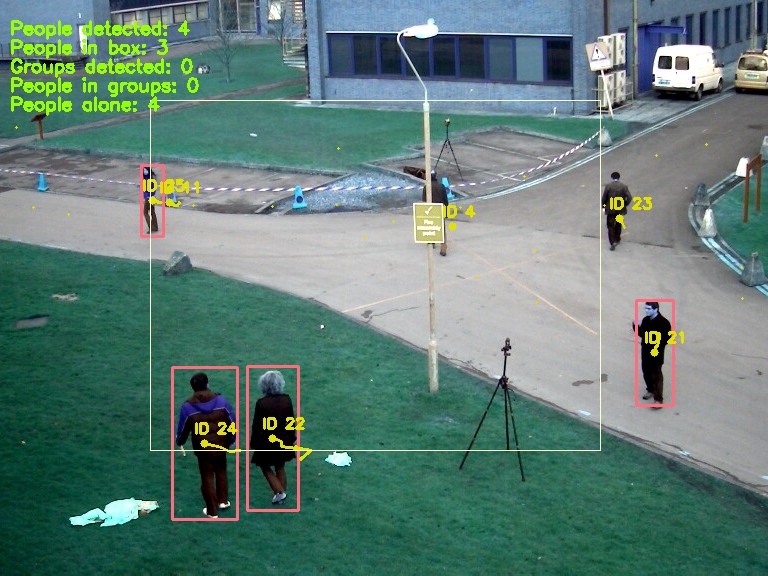 People detected: 4
People in box: 3
Groups detected: 0
People in groups: 0
People alone: 4
ID 4
ID 23
ID 21
ID 24
ID 22